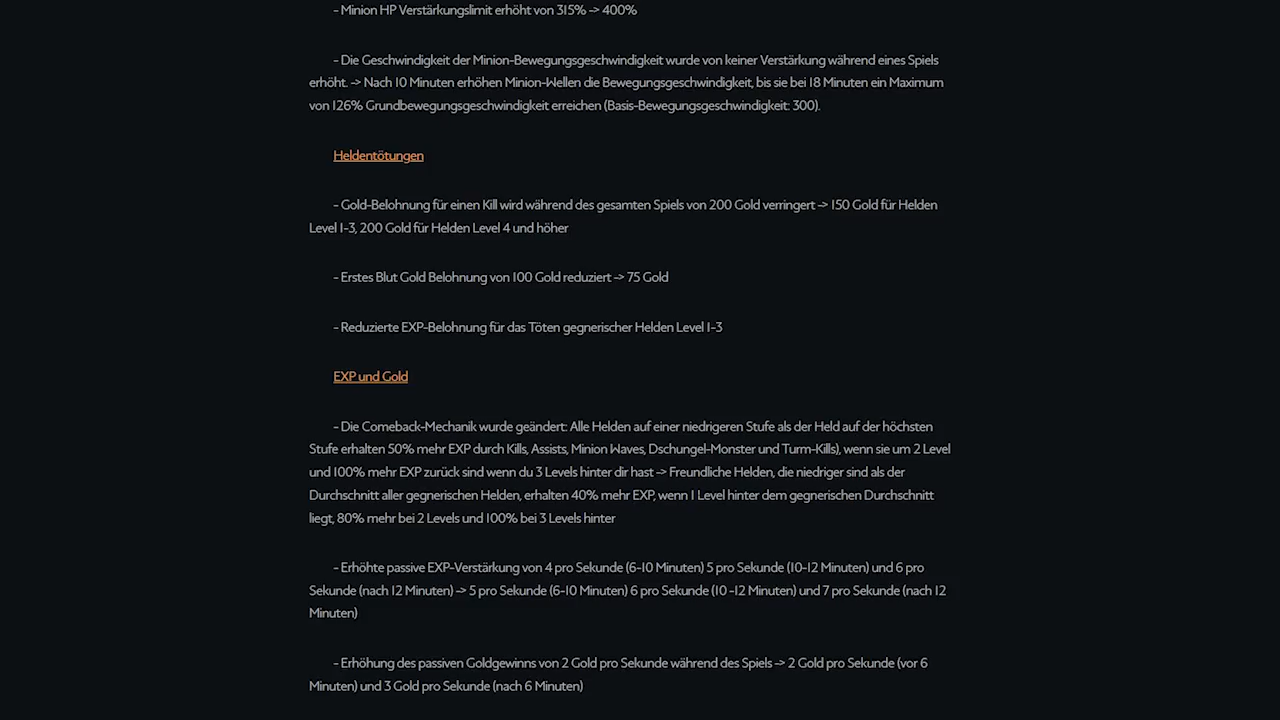 - Minion HP Verstärkungslimit erhöht von 315% -> 400%
- Die Geschwindigkeit der Minion-Bewegungsgeschwindigkeit wurde von keiner Verstärkung während eines Spiels
erhöht. -> Nach 10 Minuten erhöhen Minion-Wellen die Bewegungsgeschwindigkeit, bis sie bei 18 Minuten ein Maximum
von 126% Grundbewegungsgeschwindigkeit erreichen (Basis-Bewegungsgeschwindigkeit: 300).
Heldentötungen
- Gold-Belohnung für einen Kill wird während des gesamten Spiels von 200 Gold verringert -> 150 Gold für Helden
Level 1-3, 200 Gold für Helden Level 4 und höher
- Erstes Blut Gold Belohnung von 100 Gold reduziert -> 75 Gold
- Reduzierte EXP-Belohnung für das Töten gegnerischer Helden Level 1-3
EXP und Gold
- Die Comeback-Mechanik wurde geändert: Alle Helden auf einer niedrigeren Stufe als der Held auf der höchsten
Stufe erhalten 50% mehr EXP durch Kills, Assists, Minion Waves, Dschungel-Monster und Turm-Kills), wenn sie um 2 Level
und 100% mehr EXP zurück sind wenn du 3 Levels hinter dir hast -> Freundliche Helden, die niedriger sind als der
Durchschnitt aller gegnerischen Helden, erhalten 40% mehr EXP, wenn 1 Level hinter dem gegnerischen Durchschnitt
liegt, 80% mehr bei 2 Levels und 100% bei 3 Levels hinter
- Erhöhte passive EXP-Verstärkung von 4 pro Sekunde (6-10 Minuten) 5 pro Sekunde (10-12 Minuten) und 6 pro
Sekunde (nach 12 Minuten) -> 5 pro Sekunde (6-10 Minuten) 6 pro Sekunde (10 -12 Minuten) und 7 pro Sekunde (nach 12
Minuten)
- Erhöhung des passiven Goldgewinns von 2 Gold pro Sekunde während des Spiels -> 2 Gold pro Sekunde (vor 6
Minuten) und 3 Gold pro Sekunde (nach 6 Minuten)